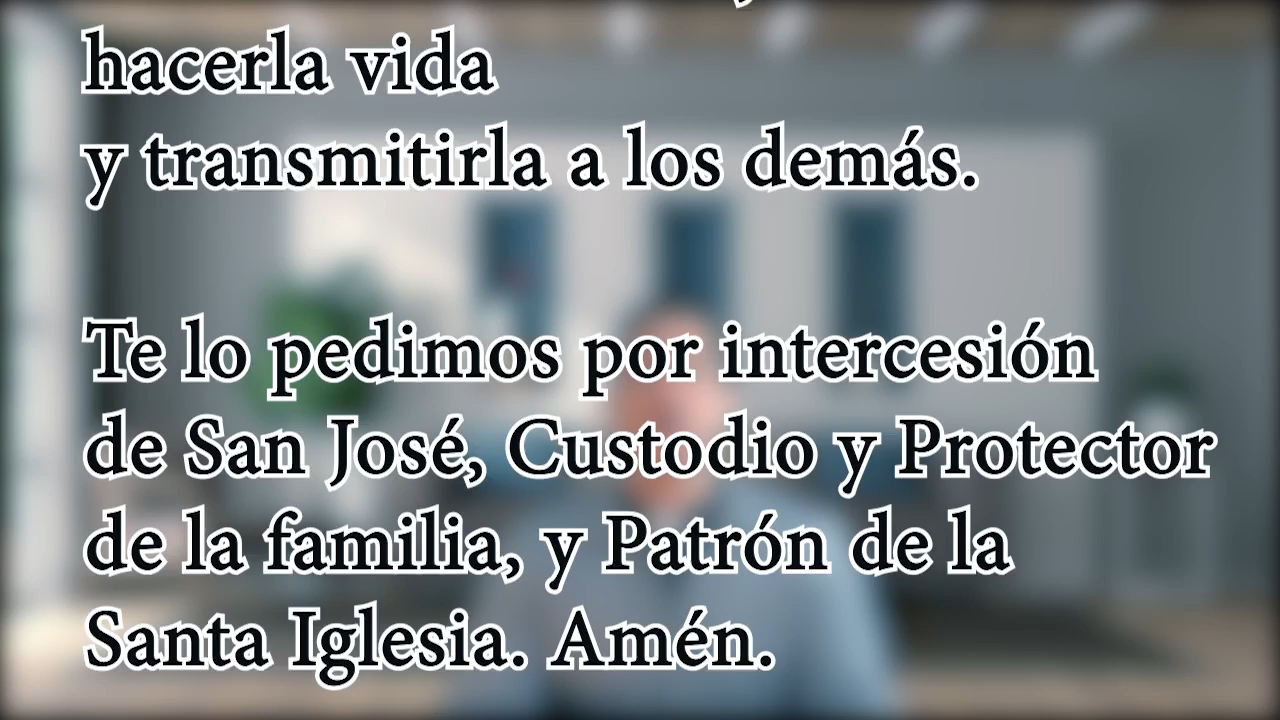 hacerla vida
y transmitirla a los demás.
Te lo pedimos por intercesión
de San José, Custodio y Protector
de la familia, y Patrón de la
Santa Iglesia. Amén.